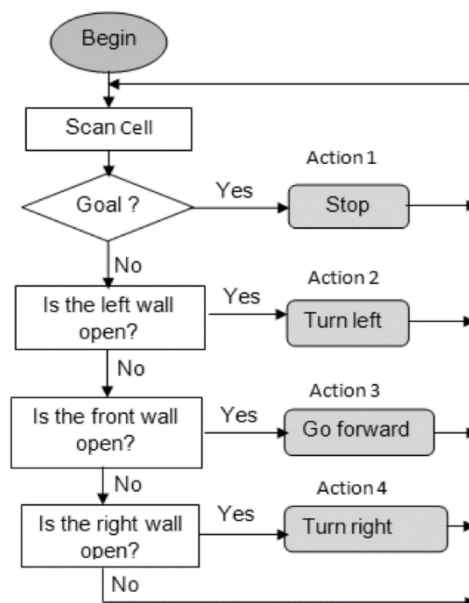 Begin
Scan Cell
Action 1
Goal ?
Yes
Stop
No
Action 2
Is the left wall
open?
Yes
Turn left
No
Action 3
Is the front wall
open?
Yes
Go forward
No
Action 4
Is the right wall
open?
Yes
Turn right
No